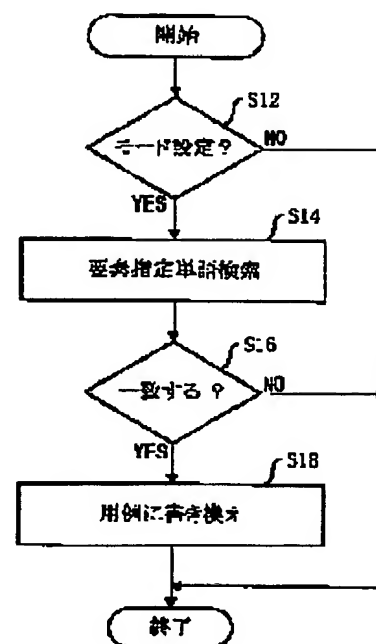 開始
S12
モード設定?
NO
YES
S14
要素指定単語検索
S16
一致する?
NO
YES
S18
用例に書き換え
終了